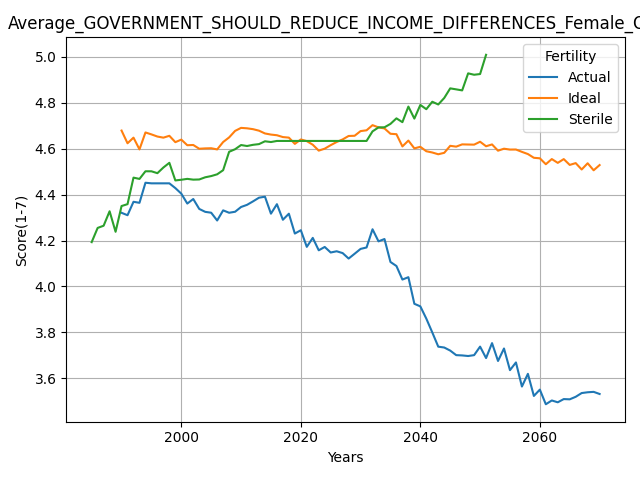 Average_GOVERNMENT_SHOULD_REDUCE_INCOME_DIFFERENCES_Female_
Fertility
Actual
Ideal
Sterile
Score(1-7)
5.0
4.8
4.6
4.4
4.2
4.0
3.8
3.6
2000 2020 2040 2060
Years